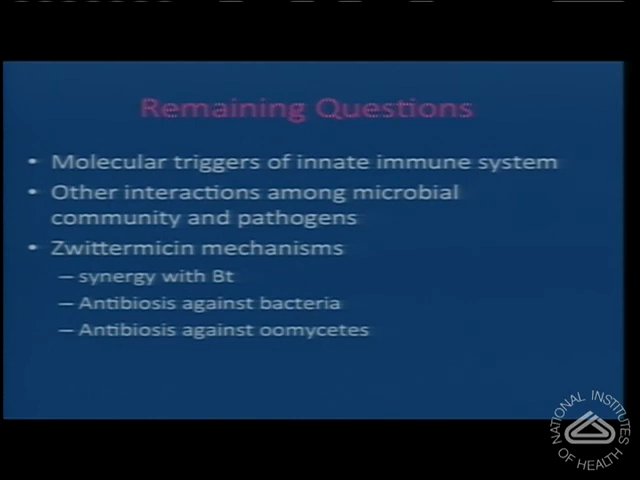 Remaining Questions
• Molecular triggers of innate immune system
• Other interactions among microbial
community and pathogens
• Zwittermicin mechanisms
– synergy with Bt
– Antibiosis against bacteria
– Antibiosis against oomycetes
NATIONAL INSTITUTES
OF HEALTH